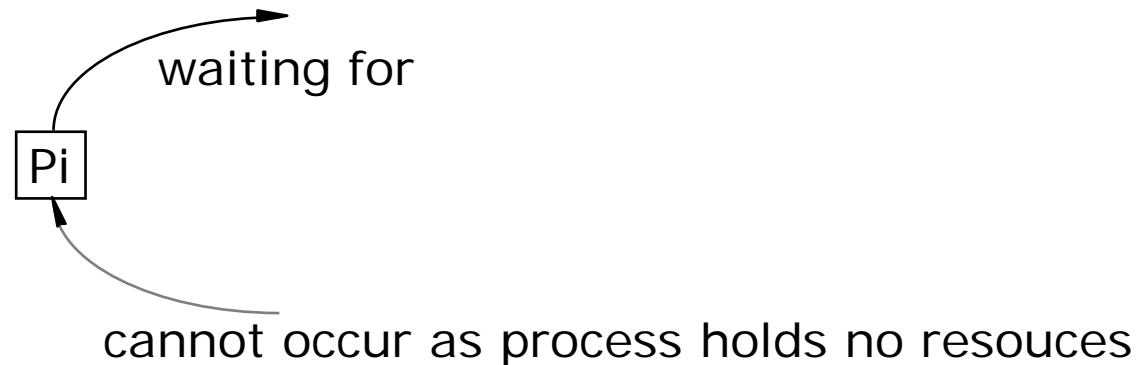 waiting for
Pi
cannot occur as process holds no resouces